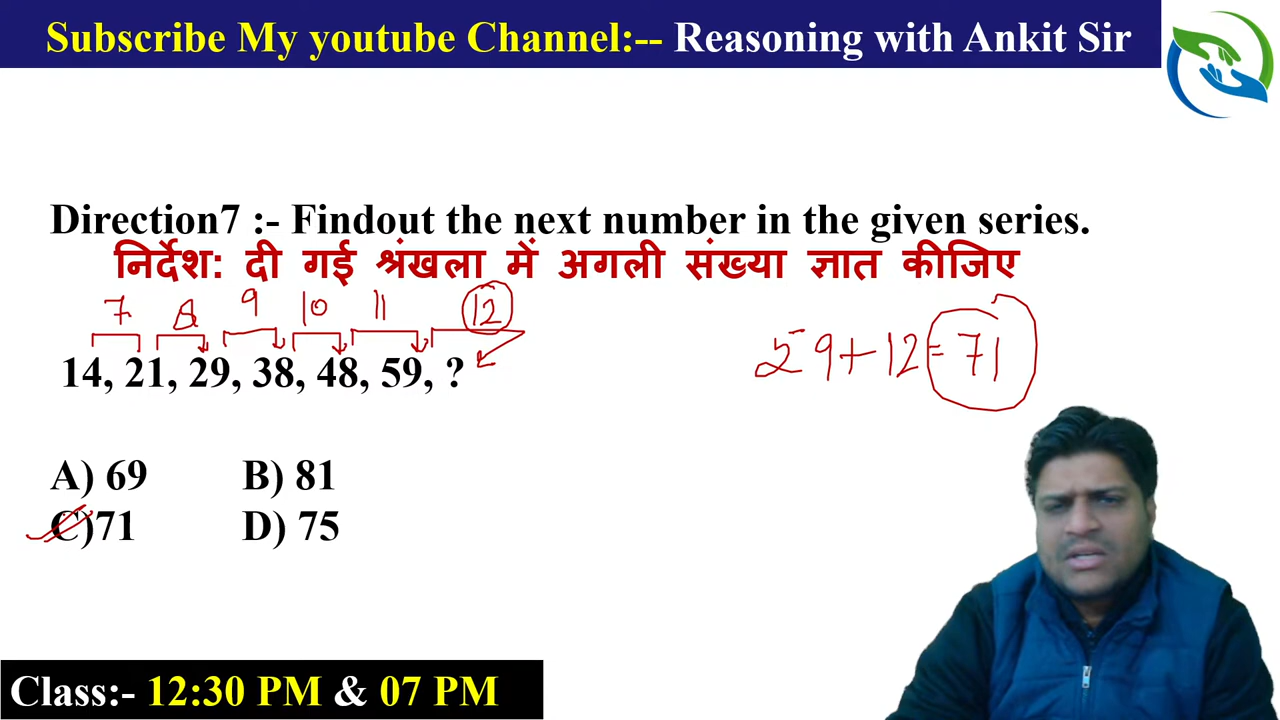 Subscribe My youtube Channel:-- Reasoning with Ankit Sir
Direction7 :- Findout the next number in the given series.
निर्देश: दी गई श्रंखला में अगली संख्या ज्ञात कीजिए
7 8 9 10 11 12
14, 21, 29, 38, 48, 59, ?
59+12=71
A) 69 B) 81
C)71 D) 75
Class:- 12:30 PM & 07 PM